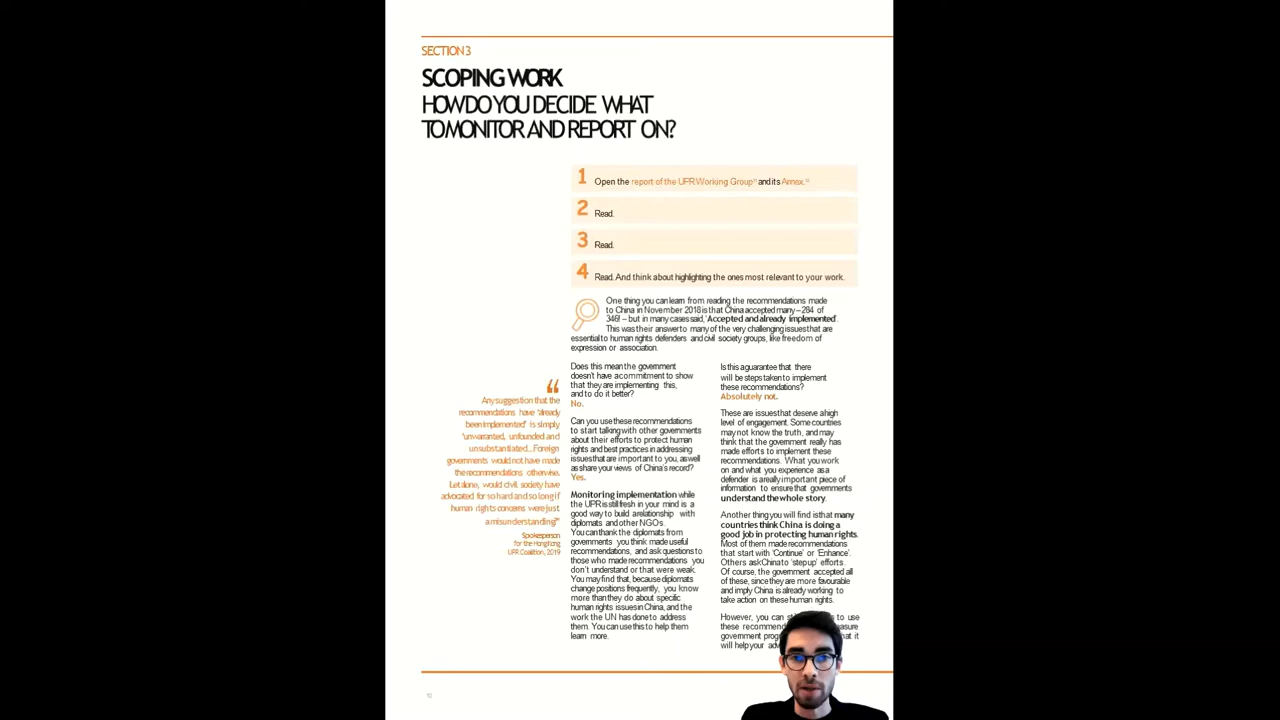 SECTION 3
SCOPING WORK
HOW DO YOU DECIDE WHAT
TO MONITOR AND REPORT ON?
1 Open the report of the UPR Working Group and its Annex.
2 Read.
3 Read.
4 Read. And think about highlighting the ones most relevant to your work.
One thing you can learn from reading the recommendations made
to China in November 2018 is that China accepted many – 284 of
346! – but in many cases said, 'Accepted and already implemented'.
This was their answer to many of the very challenging issues that are
essential to human rights defenders and civil society groups, like freedom of
expression or association.
“
Any suggestion that the
recommendations have 'already
been implemented' is simply
'unwarranted, unfounded and
unsubstantiated... Foreign
governments would not have made
the recommendations otherwise.
Let alone, would civil society have
advocated for so hard and so long if
human rights concerns were just
a misunderstanding?'
Spokesperson
for the Hong Kong
UPR Coalition, 2019
Does this mean the government
doesn't have a commitment to show
that they are implementing this,
and to do it better?
No.
Can you use these recommendations
to start talking with other governments
about their efforts to protect human
rights and best practices in addressing
issues that are important to you, as well
as share your views of China's record?
Yes.
Monitoring implementation while
the UPR is still fresh in your mind is a
good way to build a relationship with
diplomats and other NGOs.
You can thank the diplomats from
governments you think made useful
recommendations, and ask questions to
those who made recommendations you
don't understand or that were weak.
You may find that, because diplomats
change positions frequently, you know
more than they do about specific
human rights issues in China, and the
work the UN has done to address
them. You can use this to help them
learn more.
Is this a guarantee that there
will be steps taken to implement
these recommendations?
Absolutely not.
These are issues that deserve a high
level of engagement. Some countries
may not know the truth, and may
think that the government really has
made efforts to implement these
recommendations. What you work
on and what you experience as a
defender is a really important piece of
information to ensure that governments
understand the whole story.
Another thing you will find is that many
countries think China is doing a
good job in protecting human rights.
Most of them made recommendations
that start with 'Continue' or 'Enhance'.
Others ask China to 'step up' efforts.
Of course, the government accepted all
of these, since they are more favourable
and imply China is already working to
take action on these human rights.
However, you can to use
these
government that it
will help your
10